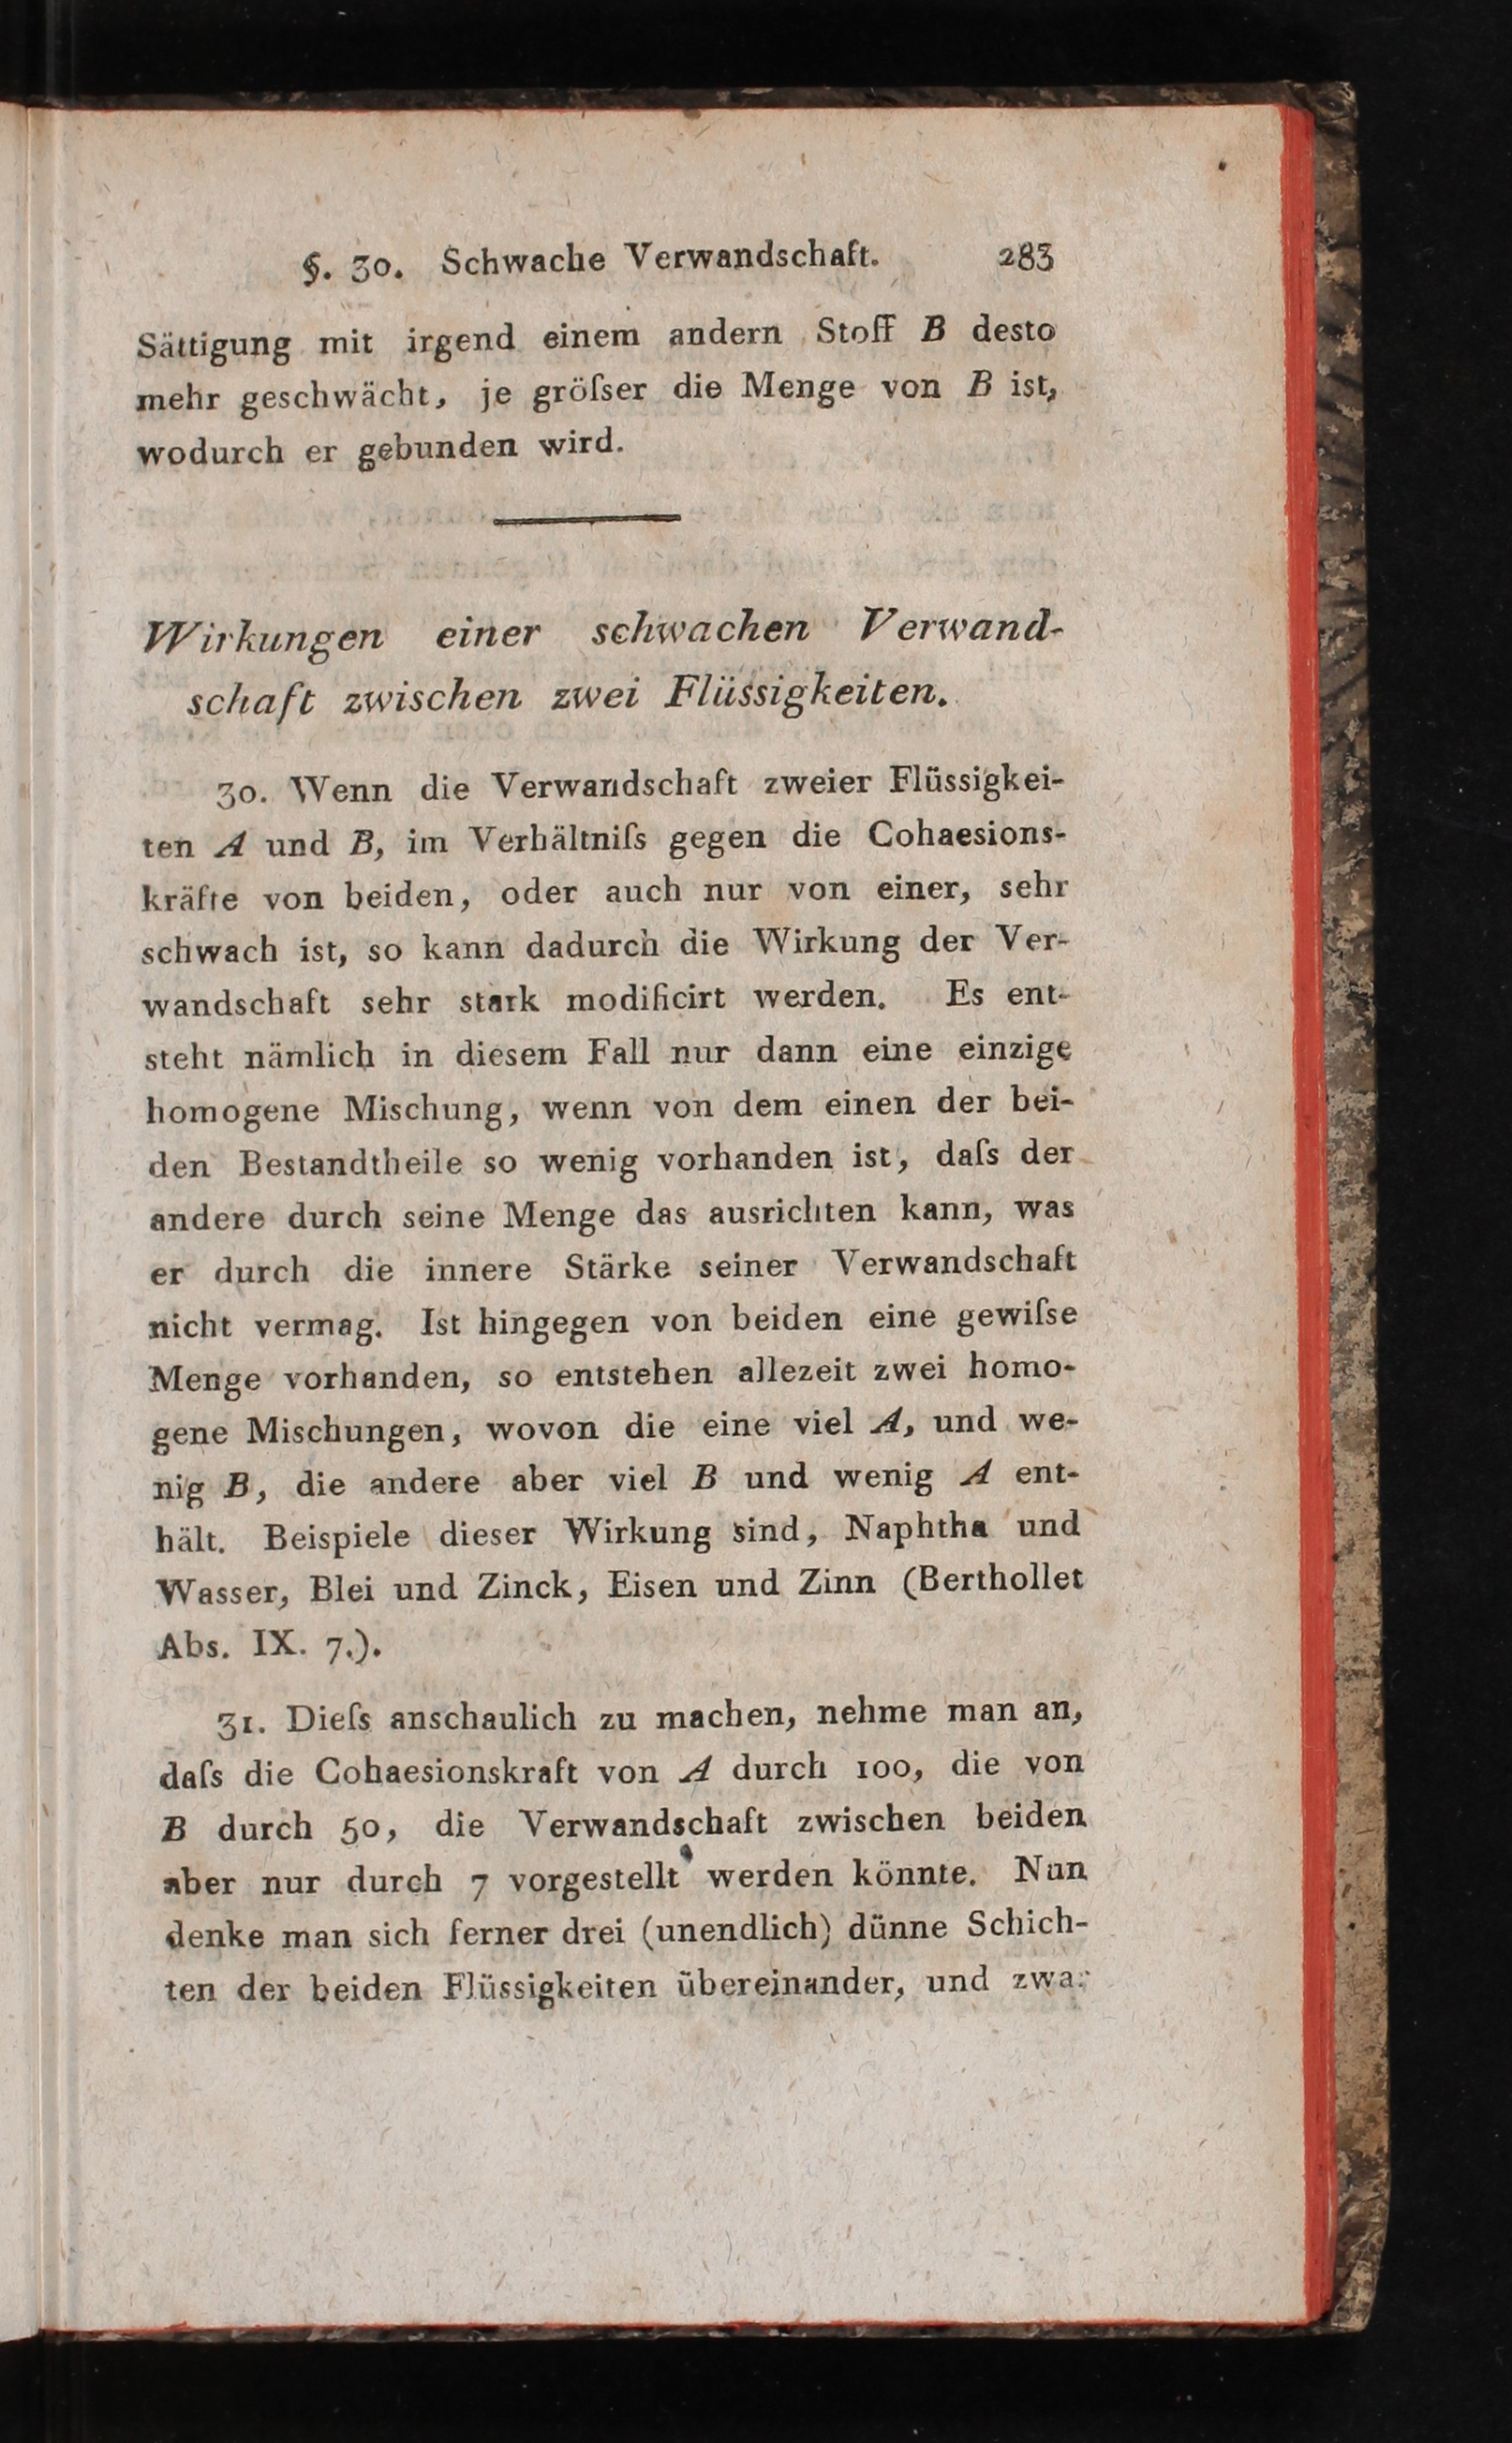 §. 30. Schwache Verwandschaft. 283
Sättigung mit irgend einem andern Stoff B desto
mehr geschwächt, je gröſser die Menge von B ist,
wodurch er gebunden wird.
Wirkungen einer schwachen Verwand-
schaft zwischen zwei Flüssigkeiten.
30. Wenn die Verwandschaft zweier Flüssigkei-
ten A und B, im Verhältniſs gegen die Cohaesions-
kräfte von beiden, oder auch nur von einer, sehr
schwach ist, so kann dadurch die Wirkung der Ver-
wandschaft sehr stark modificirt werden. Es ent-
steht nämlich in diesem Fall nur dann eine einzige
homogene Mischung, wenn von dem einen der bei-
den Bestandtheile so wenig vorhanden ist, daſs der
andere durch seine Menge das ausrichten kann, was
er durch die innere Stärke seiner Verwandschaft
nicht vermag. Ist hingegen von beiden eine gewiſse
Menge vorhanden, so entstehen allezeit zwei homo-
gene Mischungen, wovon die eine viel A, und we-
nig B, die andere aber viel B und wenig A ent-
hält. Beispiele dieser Wirkung sind, Naphtha und
Wasser, Blei und Zinck, Eisen und Zinn (Berthollet
Abs. IX. 7.).
31. Dieſs anschaulich zu machen, nehme man an,
daſs die Cohaesionskraft von A durch 100, die von
B durch 50, die Verwandschaft zwischen beiden
aber nur durch 7 vorgestellt werden könnte. Nun
denke man sich ferner drei (unendlich) dünne Schich-
ten der beiden Flüssigkeiten übereinander, und zwar